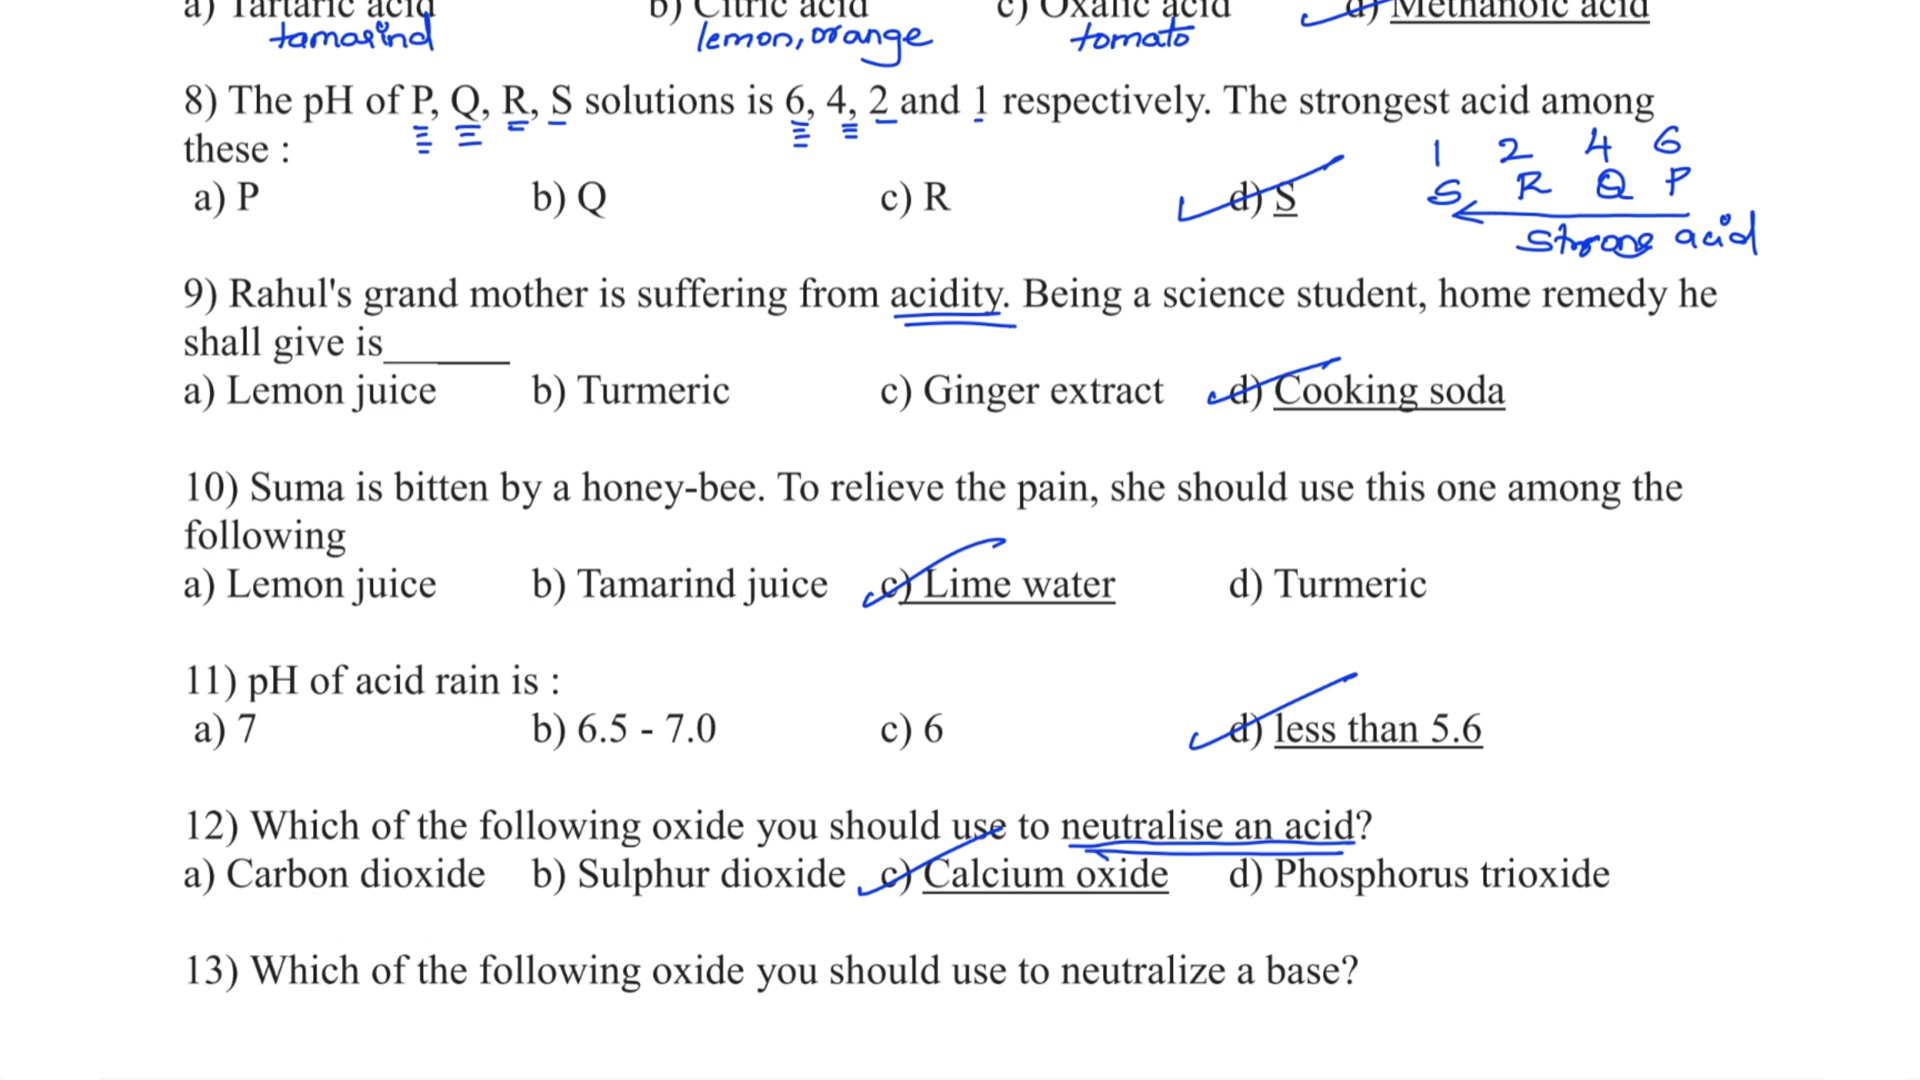 a) Tartaric acid b) Citric acid c) Oxalic acid d) Methanoic acid
tamarind lemon, orange tomato
8) The pH of P, Q, R, S solutions is 6, 4, 2 and 1 respectively. The strongest acid among
these :
1 2 4 6
a) P b) Q c) R d) S
S R Q P
strong acid
9) Rahul's grand mother is suffering from acidity. Being a science student, home remedy he
shall give is______
a) Lemon juice b) Turmeric c) Ginger extract d) Cooking soda
10) Suma is bitten by a honey-bee. To relieve the pain, she should use this one among the
following
a) Lemon juice b) Tamarind juice c) Lime water d) Turmeric
11) pH of acid rain is :
a) 7 b) 6.5 - 7.0 c) 6 d) less than 5.6
12) Which of the following oxide you should use to neutralise an acid?
a) Carbon dioxide b) Sulphur dioxide c) Calcium oxide d) Phosphorus trioxide
13) Which of the following oxide you should use to neutralize a base?